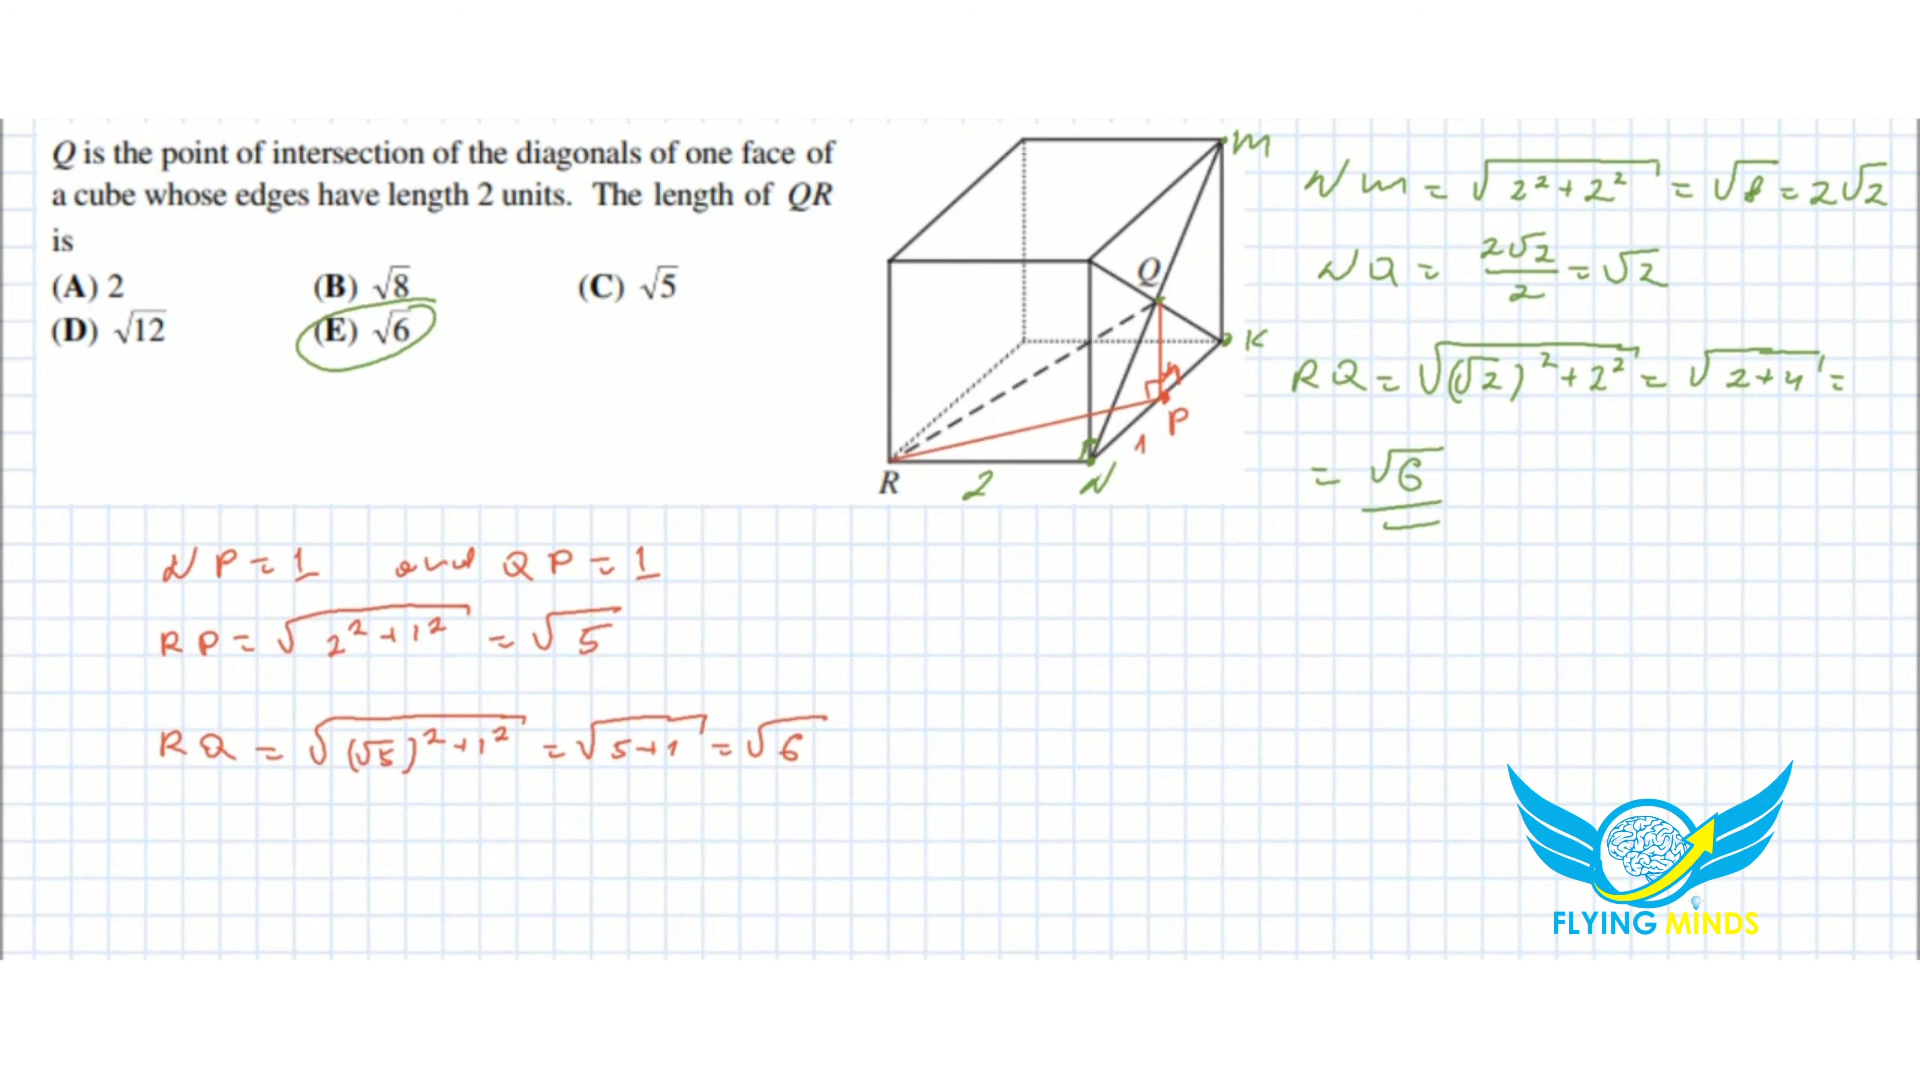 Q is the point of intersection of the diagonals of one face of
a cube whose edges have length 2 units. The length of QR
is
(A) 2 (B) √8 (C) √5
(D) √12 (E) √6
M
Q
K
P
1
R 2 N
NM = √(2² + 2²) = √8 = 2√2
NQ = 2√2/2 = √2
RQ = √((√2)² + 2²) = √(2+4) =
= √6
NP = 1 and QP = 1
RP = √(2² + 1²) = √5
RQ = √((√5)² + 1²) = √(5+1) = √6
FLYING MINDS